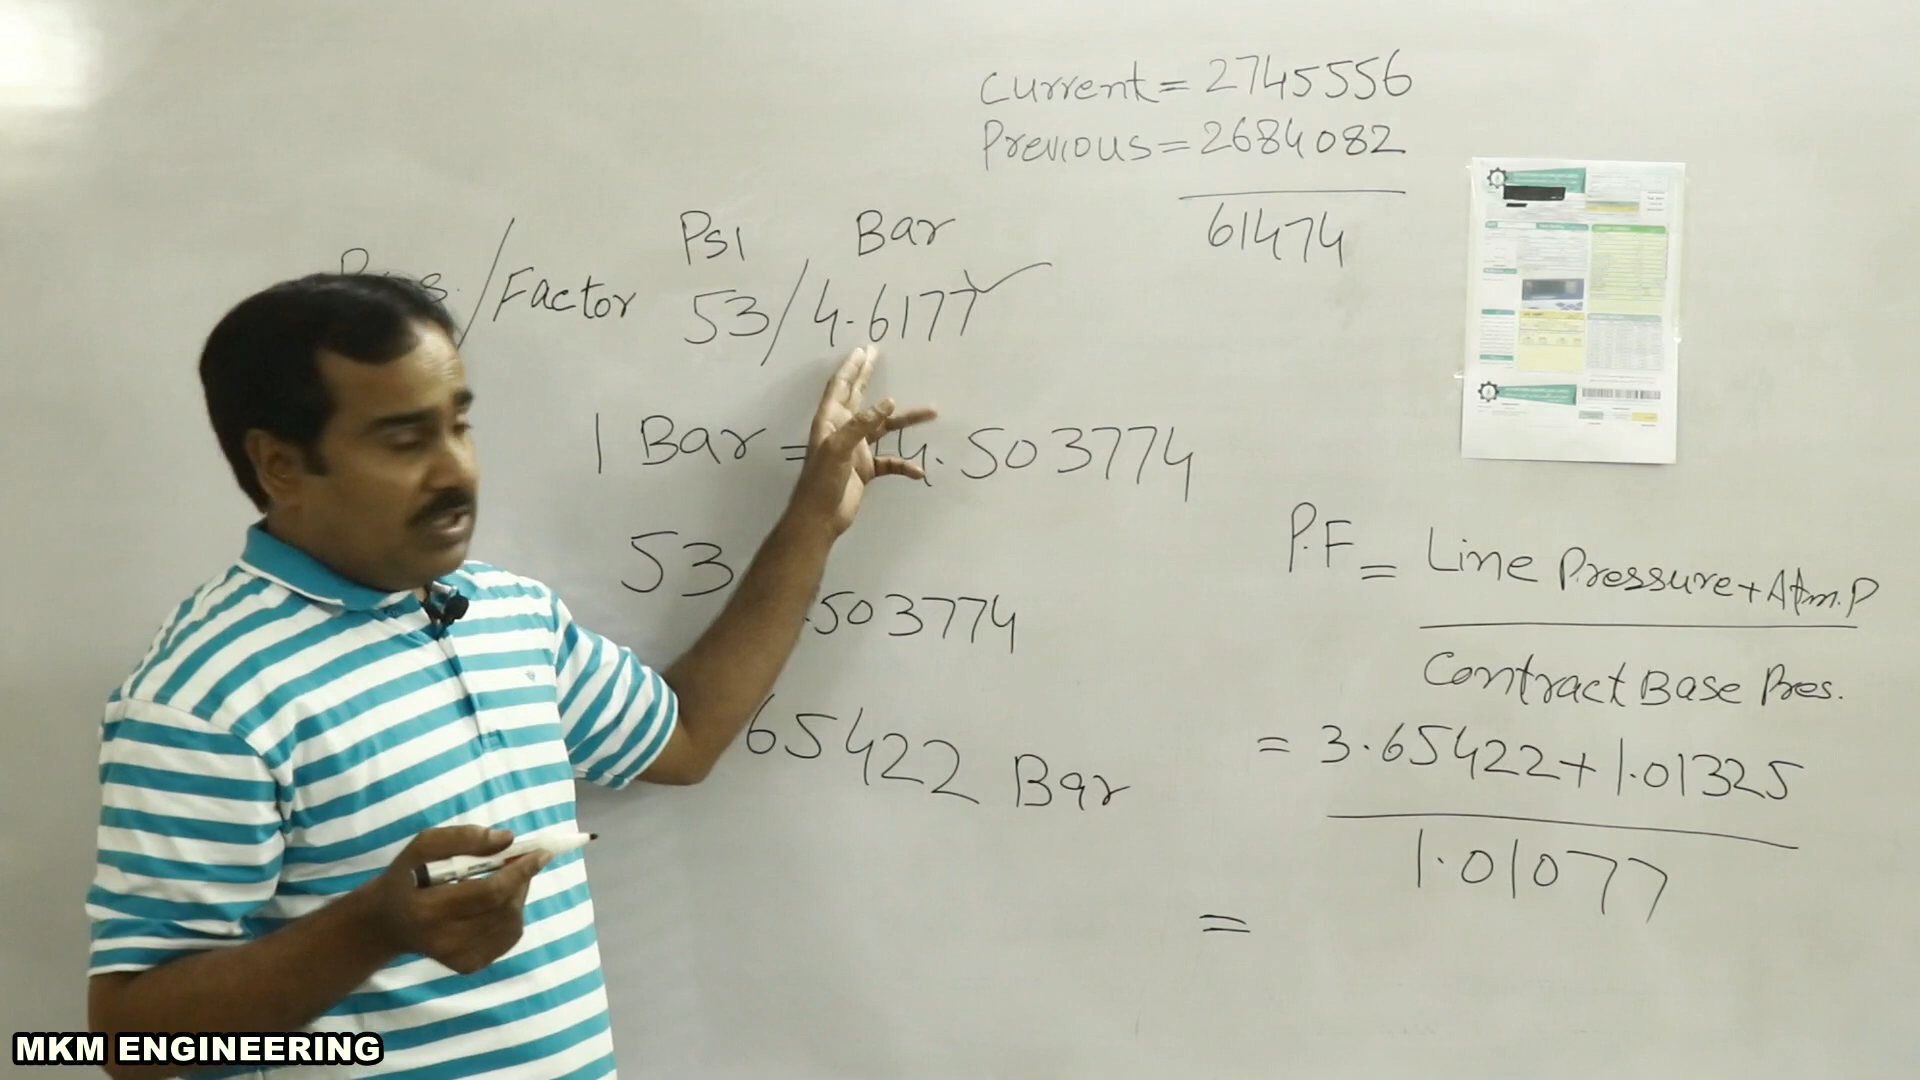 Current = 2745556
Previous = 2684082
61474
Psi Bar
/Factor 53/4.6177
1 Bar = 14.503774
53
.503774
65422 Bar
P.F = Line Pressure + Atm.P
Contract Base Pres.
= 3.65422 + 1.01325
1.01077
=
MKM ENGINEERING